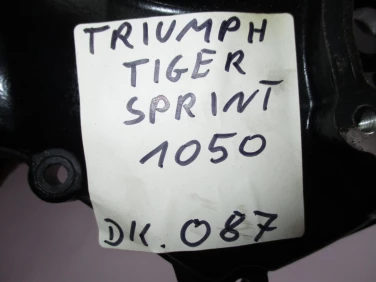 TRIUMPH
TIGER
SPRINT
1050
DK. 087